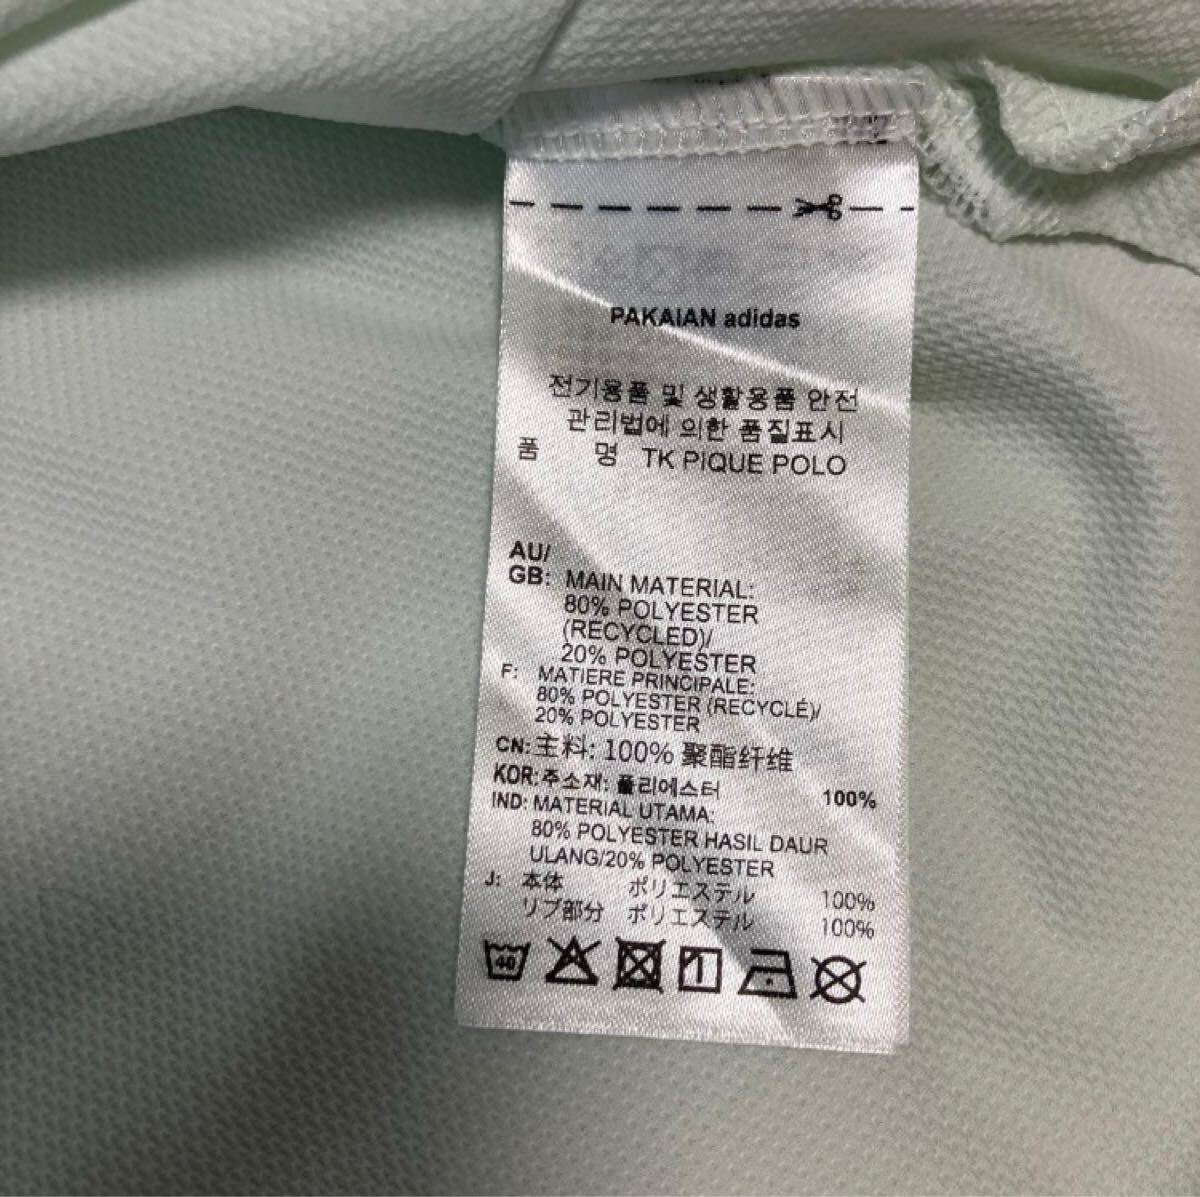 PAKAIAN adidas
전기용품 및 생활용품 안전
관리법에 의한 품질표시
품 명 TK PIQUE POLO
AU/
GB: MAIN MATERIAL:
80% POLYESTER
(RECYCLED)/
20% POLYESTER
F: MATIERE PRINCIPALE:
80% POLYESTER (RECYCLÉ)/
20% POLYESTER
CN: 主料: 100% 聚酯纤维
KOR: 주소재: 폴리에스터 100%
IND: MATERIAL UTAMA:
80% POLYESTER HASIL DAUR
ULANG/20% POLYESTER
J: 本体 ポリエステル 100%
リブ部分 ポリエステル 100%
40